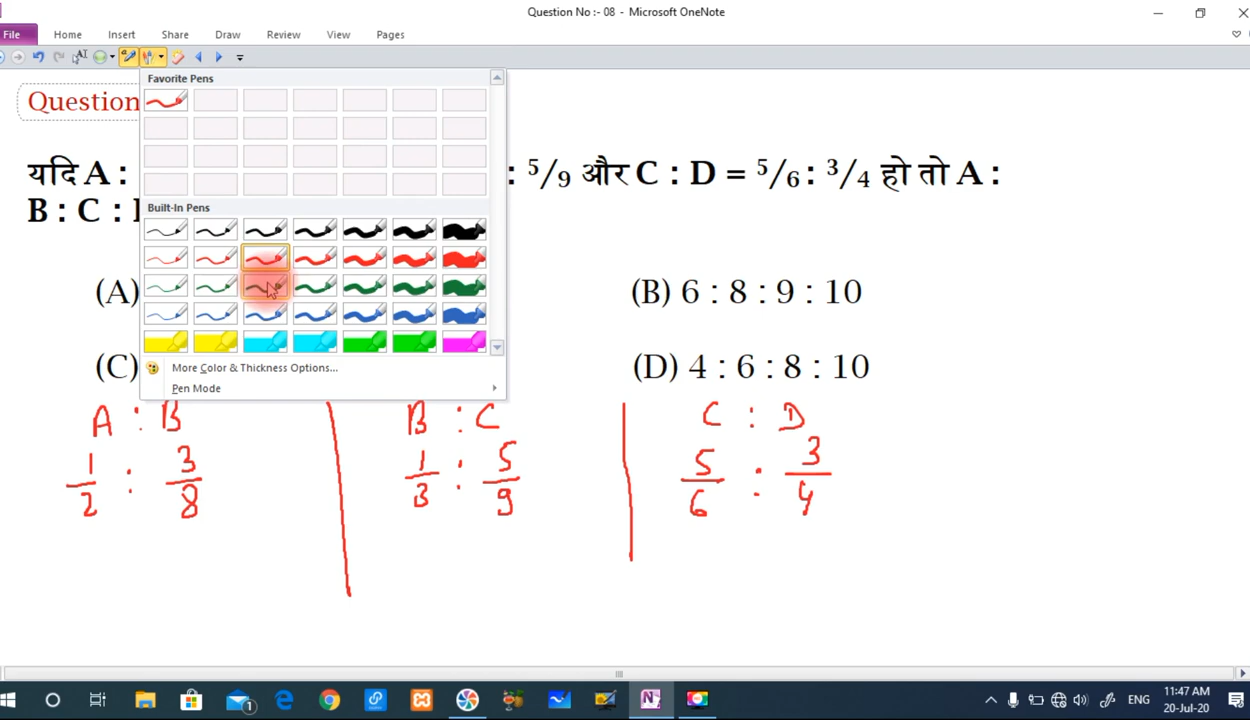 Question No :- 08 - Microsoft OneNote
File Home Insert Share Draw Review View Pages
Favorite Pens
Built-In Pens
More Color & Thickness Options...
Pen Mode
Question
यदि A : : 5/9 और C : D = 5/6 : 3/4 हो तो A :
B : C :
(A) (B) 6 : 8 : 9 : 10
(C) (D) 4 : 6 : 8 : 10
A : B B : C C : D
1/2 : 3/8 1/3 : 5/9 5/6 : 3/4
ENG 11:47 AM
20-Jul-20